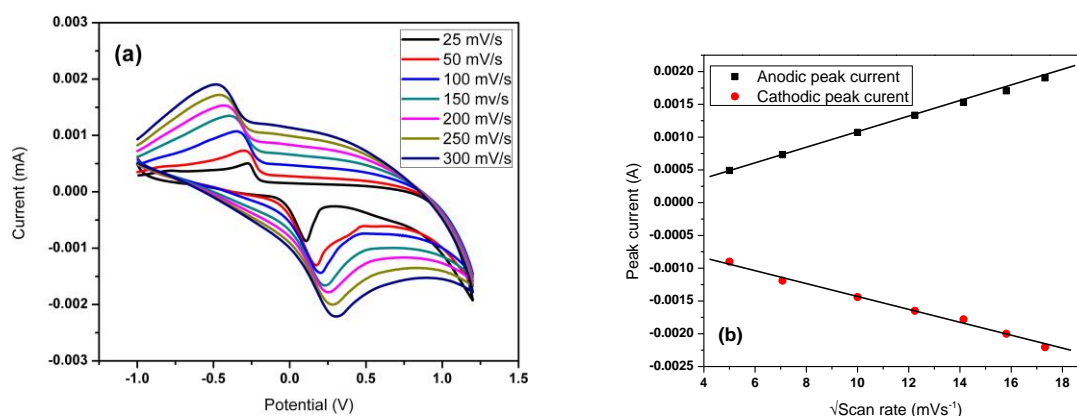 (a)
25 mV/s
50 mV/s
100 mV/s
150 mv/s
200 mV/s
250 mV/s
300 mV/s
0.003
0.002
0.001
0.000
-0.001
-0.002
-0.003
Current (mA)
-1.0 -0.5 0.0 0.5 1.0 1.5
Potential (V)
Anodic peak current
Cathodic peak curent
0.0020
0.0015
0.0010
0.0005
0.0000
-0.0005
-0.0010
-0.0015
-0.0020
-0.0025
Peak current (A)
(b)
4 6 8 10 12 14 16 18
√Scan rate (mVs-1)